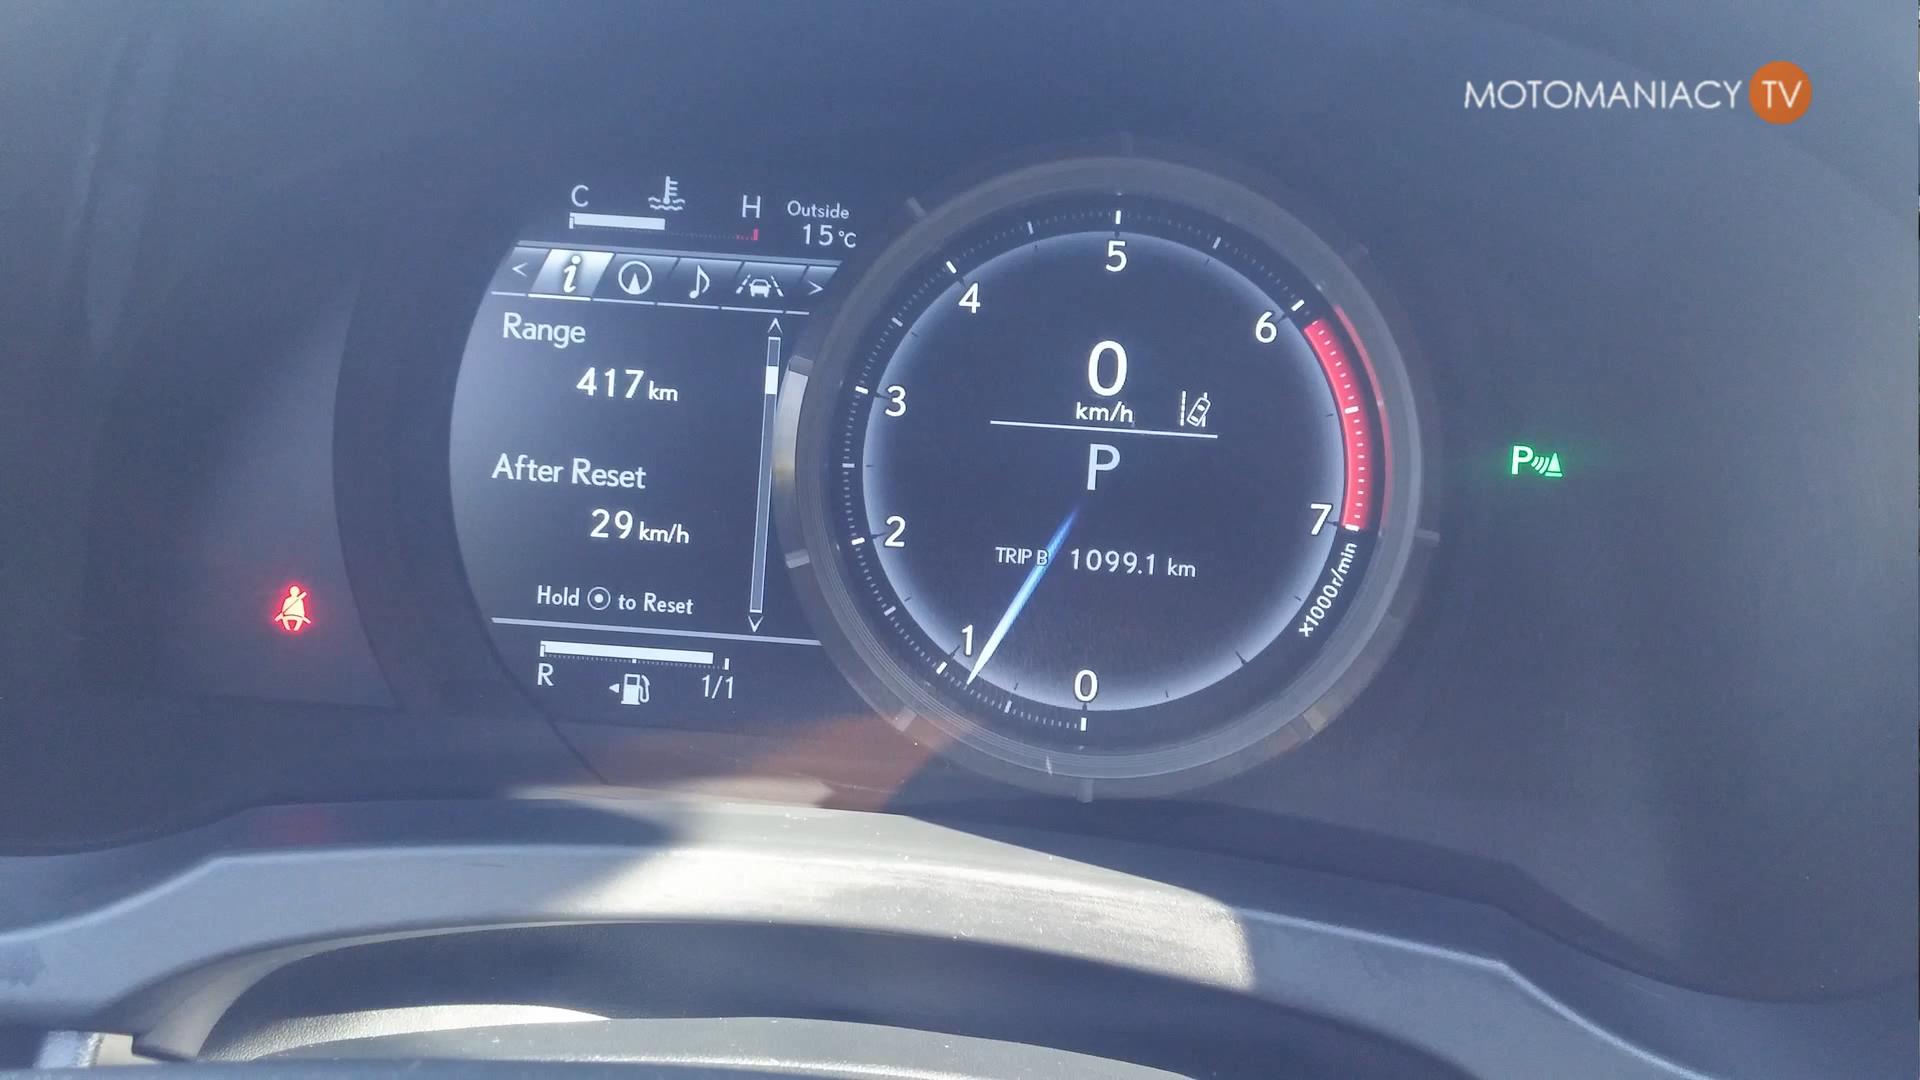 MOTOMANIACY TV
C H
Outside
15°C
< i >
Range
417 km
After Reset
29 km/h
Hold to Reset
R 1/1
0
1
2
3
4
5
6
7
x1000r/min
0
km/h
P
TRIP B 1099.1 km
P